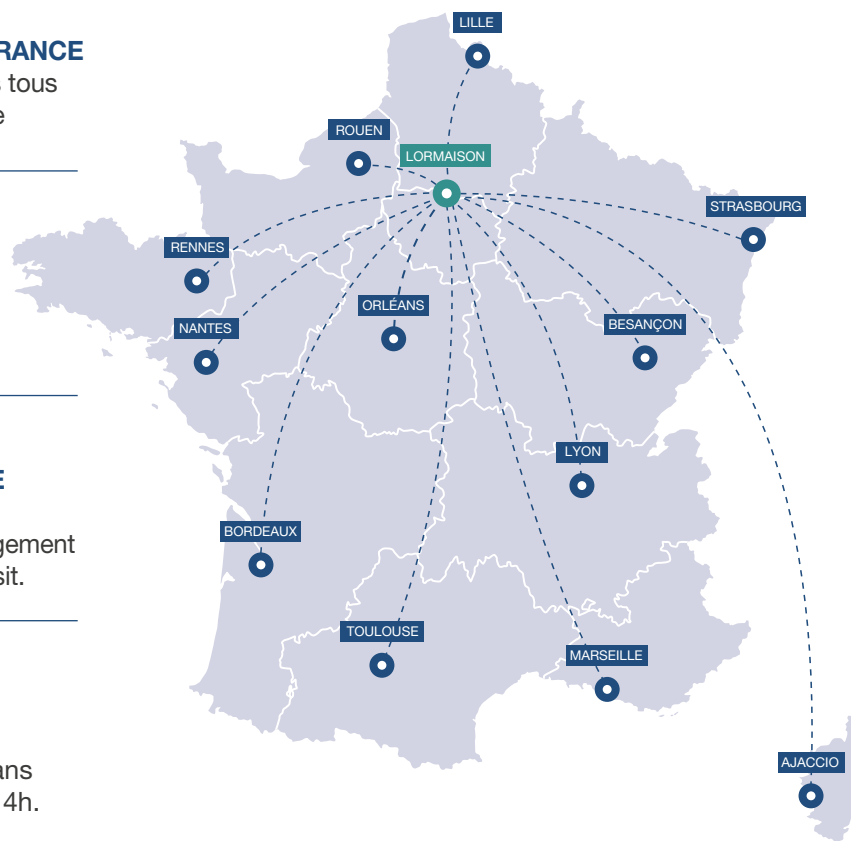 RANCE
tous
E
gement
sit.
ans
4h.
LILLE
ROUEN
LORMAISON
STRASBOURG
RENNES
ORLÉANS
NANTES
BESANÇON
LYON
BORDEAUX
TOULOUSE
MARSEILLE
AJACCIO